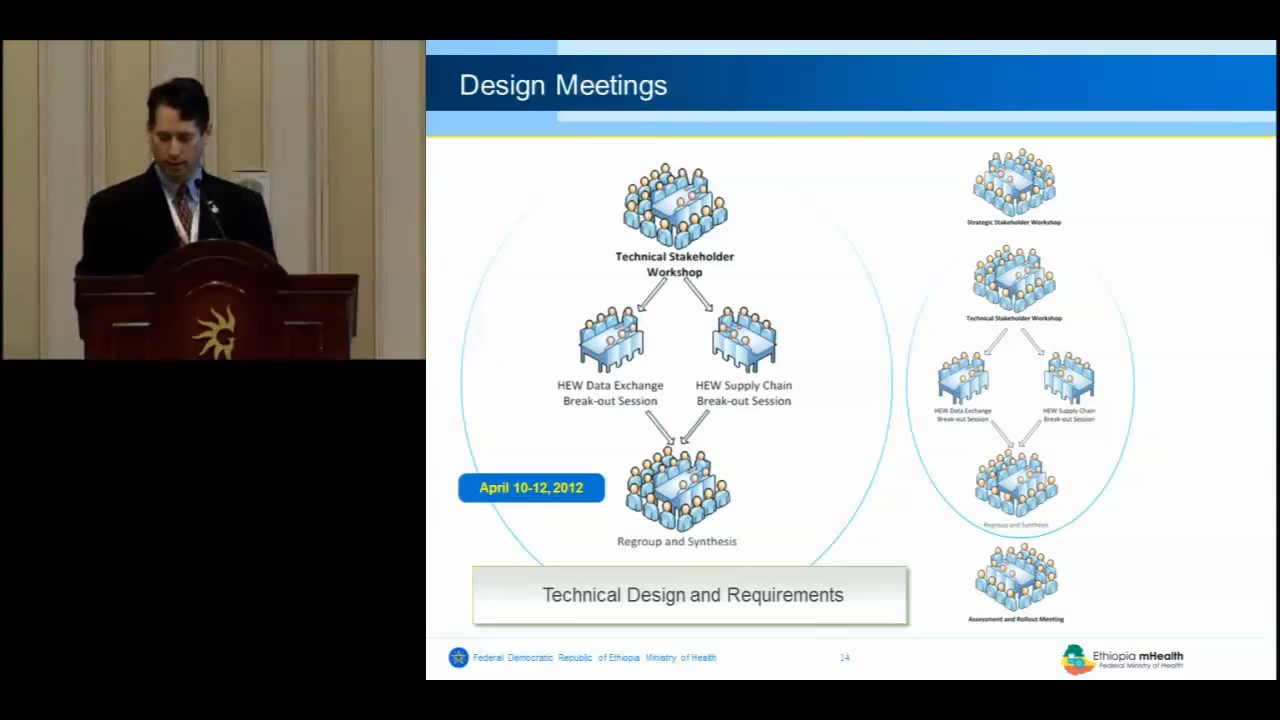 Design Meetings
Technical Stakeholder
Workshop
HEW Data Exchange
Break-out Session
HEW Supply Chain
Break-out Session
April 10-12, 2012
Regroup and Synthesis
Technical Design and Requirements
Strategic Stakeholder Workshop
Technical Stakeholder Workshop
HEW Data Exchange
Break-out Session
HEW Supply Chain
Break-out Session
Regroup and Synthesis
Assessment and Rollout Meeting
Federal Democratic Republic of Ethiopia Ministry of Health
14
Ethiopia mHealth
Federal Ministry of Health